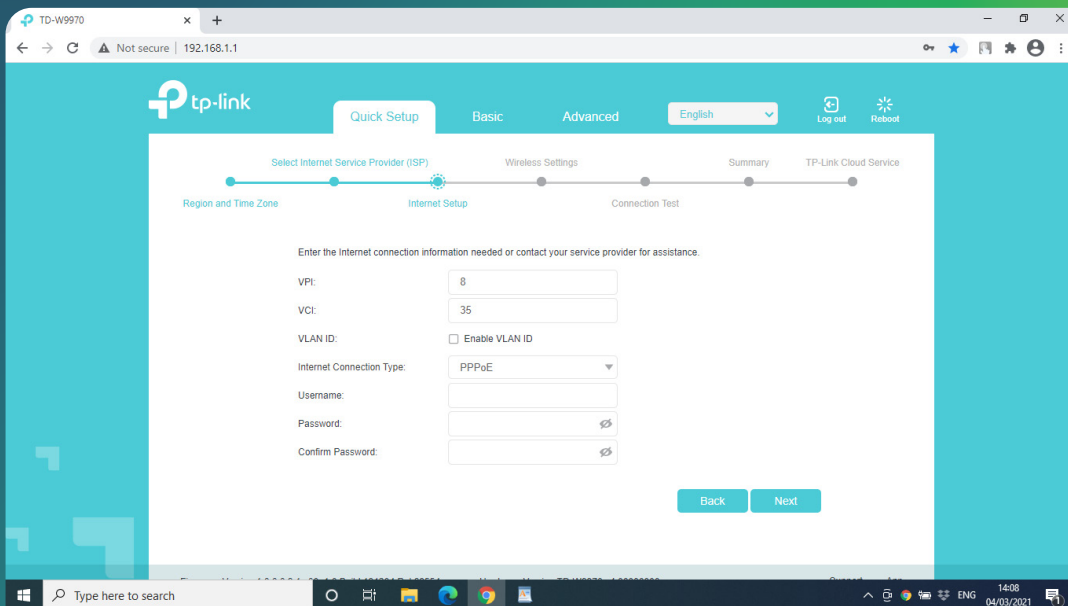 TD-W9970
Not secure | 192.168.1.1
tp-link
Quick Setup
Basic
Advanced
English
Log out
Reboot
Select Internet Service Provider (ISP)
Wireless Settings
Summary
TP-Link Cloud Service
Region and Time Zone
Internet Setup
Connection Test
Enter the Internet connection information needed or contact your service provider for assistance.
VPI:
8
VCI:
35
VLAN ID:
Enable VLAN ID
Internet Connection Type:
PPPoE
Username:
Password:
Confirm Password:
Back
Next
Type here to search
ENG
14:08
04/03/2021
1